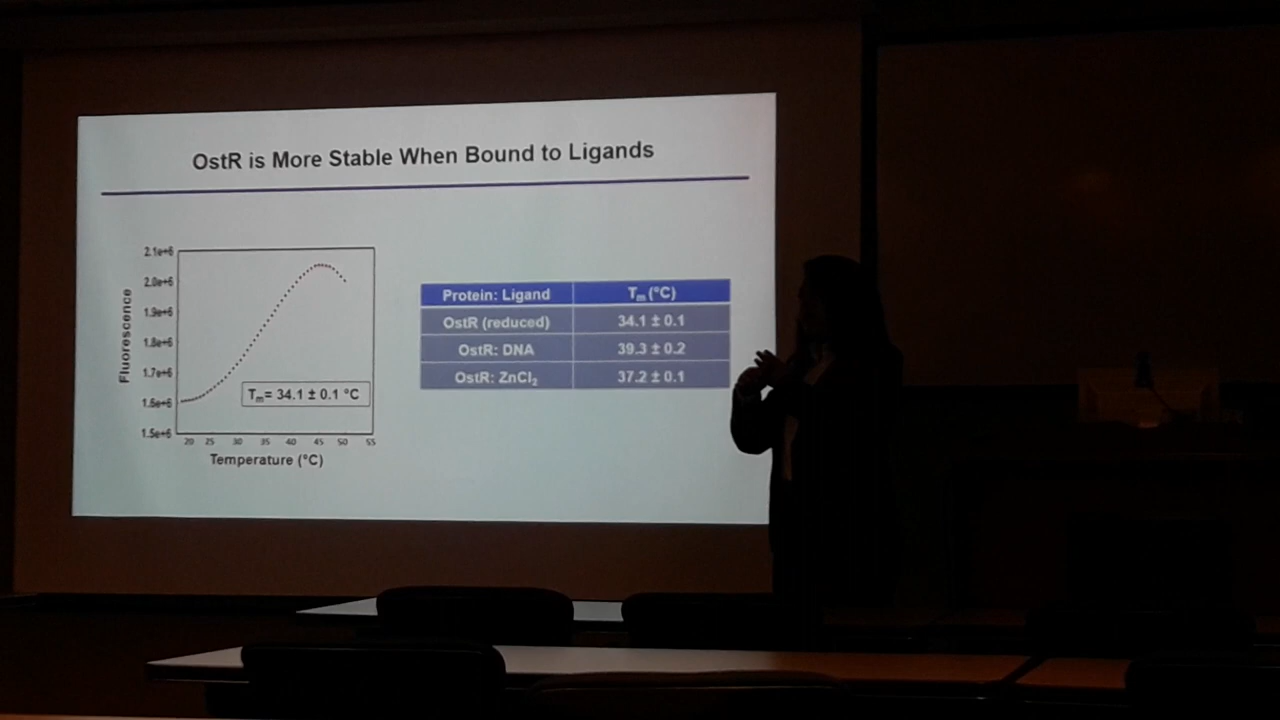 OstR is More Stable When Bound to Ligands
2.1e+6
2.0e+6
1.9e+6
1.8e+6
1.7e+6
1.6e+6
1.5e+6
Fluorescence
Tm= 34.1 ± 0.1 °C
20 25 30 35 40 45 50 55
Temperature (°C)
Protein: Ligand Tm (°C)
OstR (reduced) 34.1 ± 0.1
OstR: DNA 39.3 ± 0.2
OstR: ZnCl2 37.2 ± 0.1